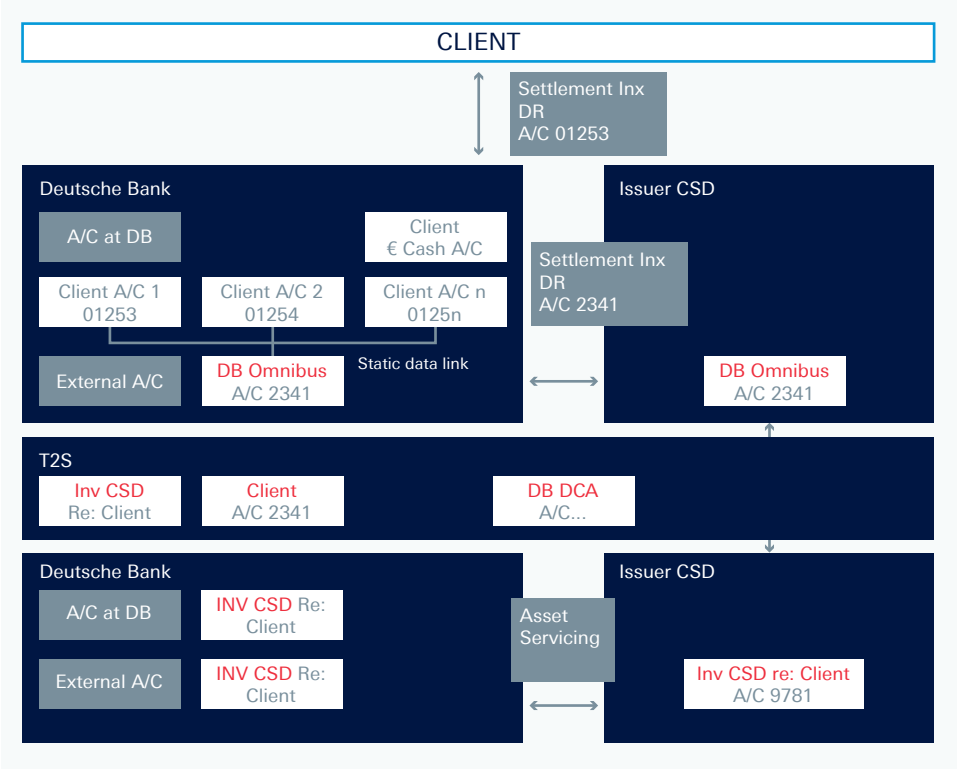 CLIENT
Settlement Inx
DR
A/C 01253
Deutsche Bank
A/C at DB
Client
€ Cash A/C
Client A/C 1
01253
Client A/C 2
01254
Client A/C n
0125n
External A/C
DB Omnibus
A/C 2341
Static data link
Settlement Inx
DR
A/C 2341
Issuer CSD
DB Omnibus
A/C 2341
T2S
Inv CSD
Re: Client
Client
A/C 2341
DB DCA
A/C...
Deutsche Bank
A/C at DB
INV CSD Re:
Client
External A/C
INV CSD Re:
Client
Asset
Servicing
Issuer CSD
Inv CSD re: Client
A/C 9781